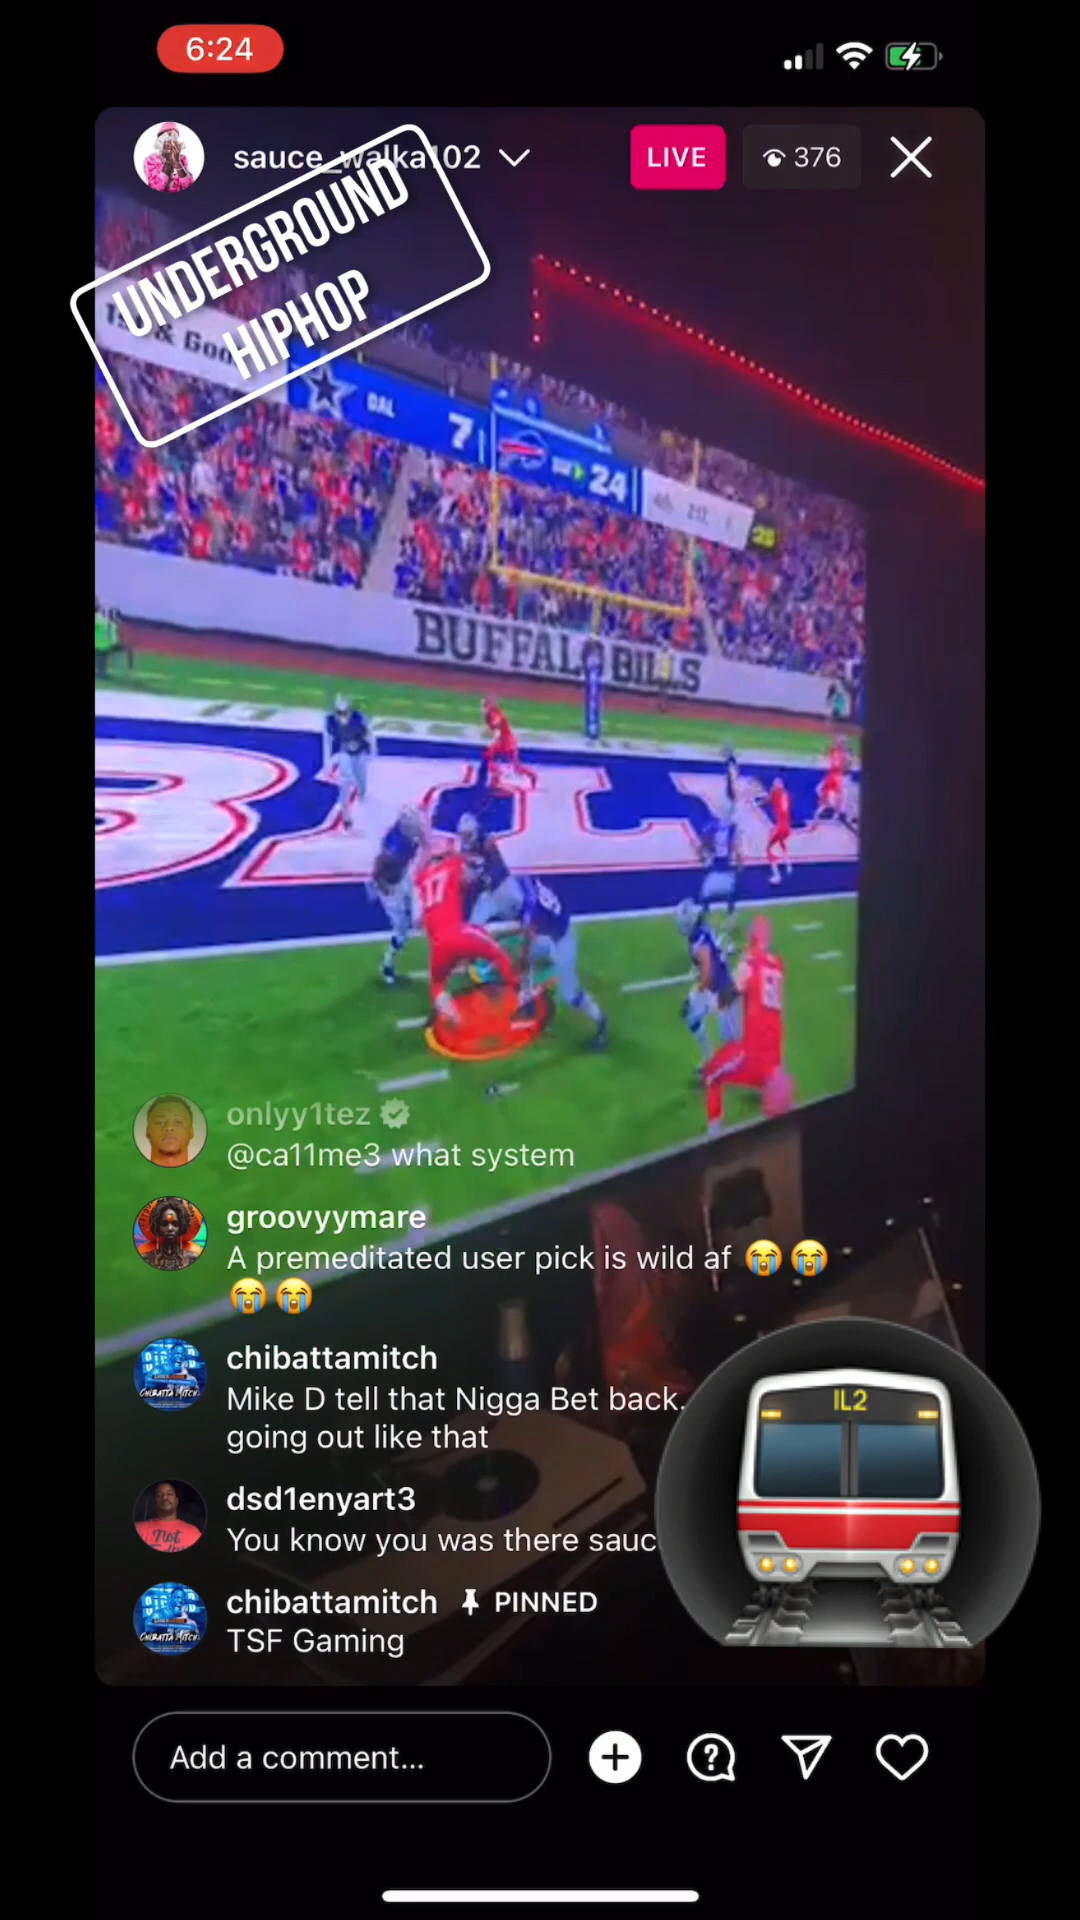 6:24
sauce_walka102
LIVE
376
UNDERGROUND
HIPHOP
DAL
7
24
BUFFALO BILLS
17
onlyy1tez
@ca11me3 what system
groovyymare
A premeditated user pick is wild af 😭😭
😭😭
chibattamitch
Mike D tell that Nigga Bet back.
going out like that
dsd1enyart3
You know you was there sauc
chibattamitch PINNED
TSF Gaming
IL2
Add a comment...